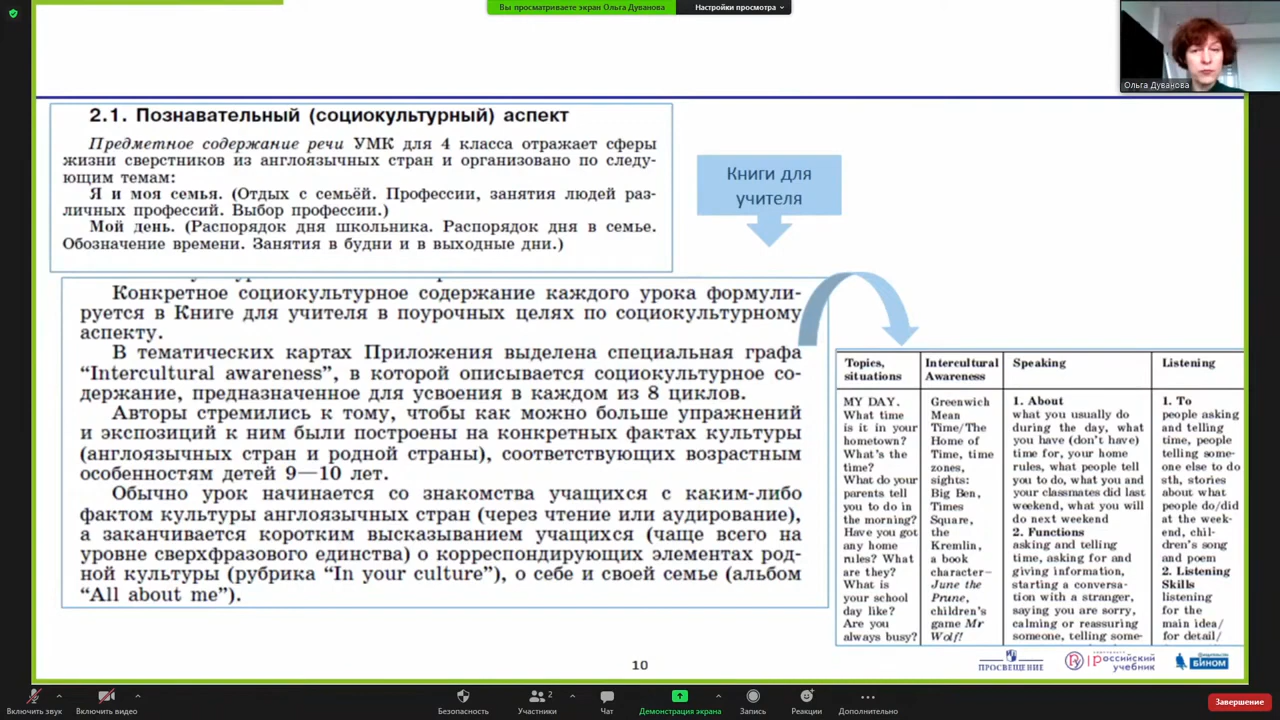 Вы просматриваете экран Ольга Дуванова
Настройки просмотра
Ольга Дуванова
2.1. Познавательный (социокультурный) аспект
Предметное содержание речи УМК для 4 класса отражает сферы
жизни сверстников из англоязычных стран и организовано по следу-
ющим темам:
Я и моя семья. (Отдых с семьёй. Профессии, занятия людей раз-
личных профессий. Выбор профессии.)
Мой день. (Распорядок дня школьника. Распорядок дня в семье.
Обозначение времени. Занятия в будни и в выходные дни.)
Книги для
учителя
Конкретное социокультурное содержание каждого урока формули-
руется в Книге для учителя в поурочных целях по социокультурному
аспекту.
В тематических картах Приложения выделена специальная графа
“Intercultural awareness”, в которой описывается социокультурное со-
держание, предназначенное для усвоения в каждом из 8 циклов.
Авторы стремились к тому, чтобы как можно больше упражнений
и экспозиций к ним были построены на конкретных фактах культуры
(англоязычных стран и родной страны), соответствующих возрастным
особенностям детей 9—10 лет.
Обычно урок начинается со знакомства учащихся с каким-либо
фактом культуры англоязычных стран (через чтение или аудирование),
а заканчивается коротким высказыванием учащихся (чаще всего на
уровне сверхфразового единства) о корреспондирующих элементах род-
ной культуры (рубрика “In your culture”), о себе и своей семье (альбом
“All about me”).
Topics,
situations
MY DAY.
What time
is it in your
hometown?
What's the
time?
What do your
parents tell
you to do in
the morning?
Have you got
any home
rules? What
are they?
What is
your school
day like?
Are you
always busy?
Intercultural
Awareness
Greenwich
Mean
Time/The
Home of
Time, time
zones,
sights:
Big Ben,
Times
Square,
the
Kremlin,
a book
character—
June the
Prune,
children's
game Mr
Wolf!
Speaking
1. About
what you usually do
during the day, what
you have (don't have)
time for, your home
rules, what people tell
you to do, what you and
your classmates did last
weekend, what you will
do next weekend
2. Functions
asking and telling
time, asking for and
giving information,
starting a conversa-
tion with a stranger,
saying you are sorry,
calming or reassuring
someone, telling some-
Listening
1. To
people asking
and telling
time, people
telling some-
one else to do
sth, stories
about what
people do/did
at the week-
end, chil-
dren's song
and poem
2. Listening
Skills
listening
for the
main idea/
for detail/
10
ПРОСВЕЩЕНИЕ
российский
учебник
БИНОМ
Включить звук
Включить видео
Безопасность
2
Участники
Чат
Демонстрация экрана
Запись
Реакции
Дополнительно
Завершение